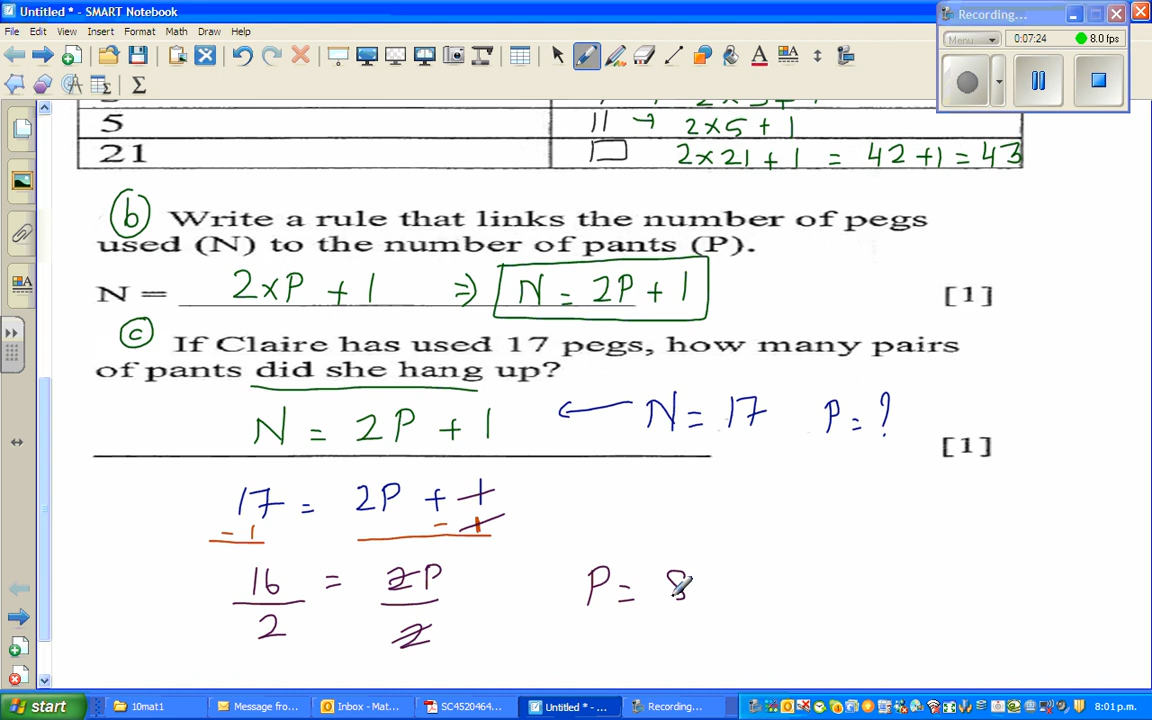 Untitled * - SMART Notebook
Recording...
File Edit View Insert Format Math Draw Help
Menu 0:07:24 8.0 fps
5 11 → 2×5 + 1
21 1 2×21 + 1 = 42 +1 = 43
(b) Write a rule that links the number of pegs
used (N) to the number of pants (P).
N = 2×P + 1 ⇒ N = 2P + 1 [1]
(c) If Claire has used 17 pegs, how many pairs
of pants did she hang up?
N = 2P + 1 ← N = 17 P = ?
[1]
17 = 2P + 1
- 1 - 1
16 = 2P P = 8
2 2
start 10mat1 Message fro... Inbox - Mat... SC4520464... Untitled * - ... Recording... 8:01 p.m.